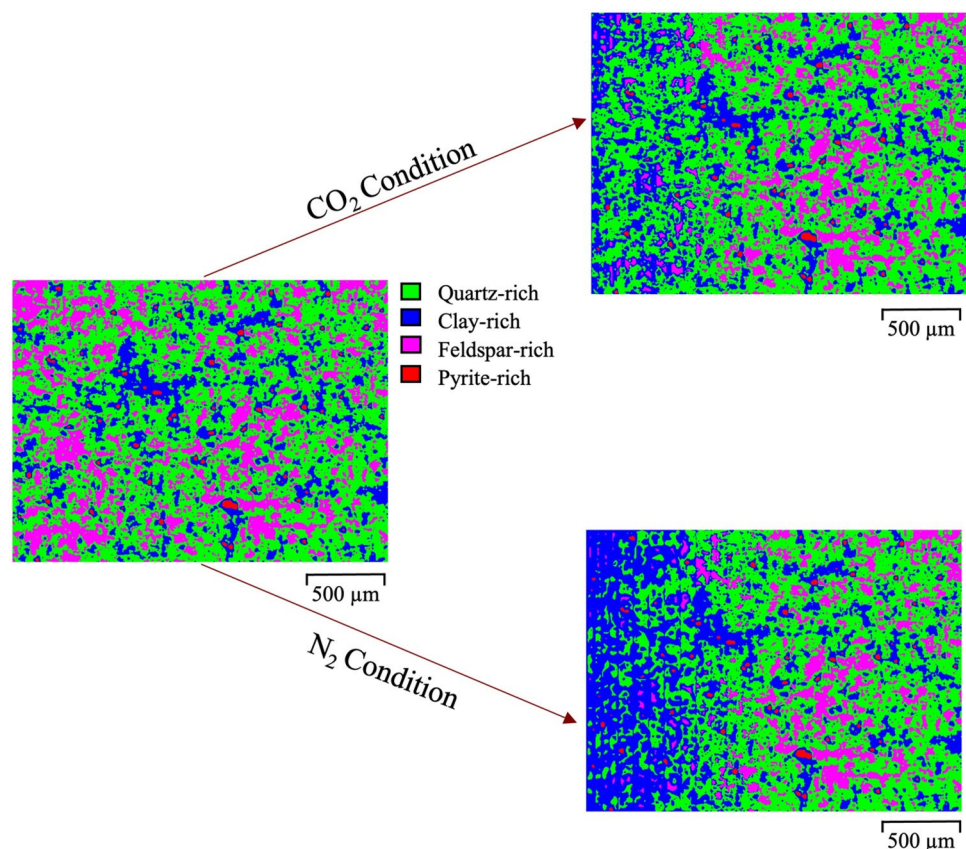 CO₂ Condition
500 µm
Quartz-rich
Clay-rich
Feldspar-rich
Pyrite-rich
500 µm
N₂ Condition
500 µm